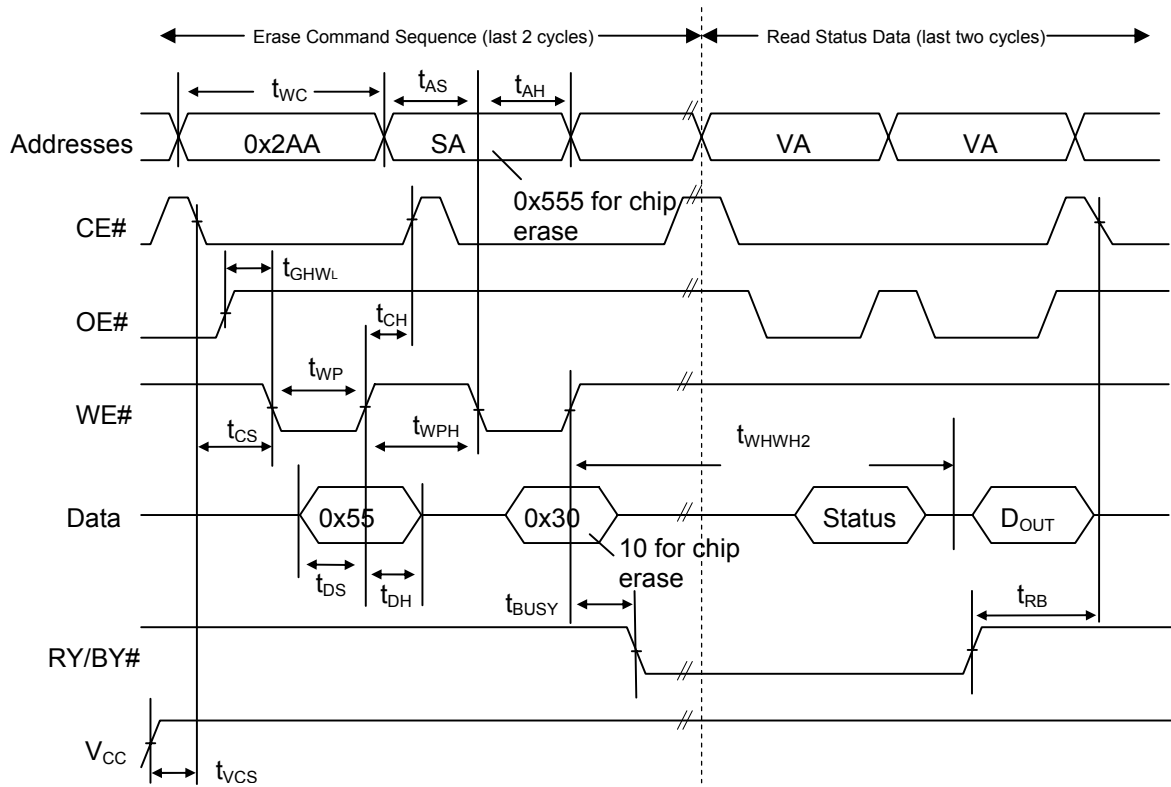 Erase Command Sequence (last 2 cycles)
Read Status Data (last two cycles)
tWC
tAS
tAH
Addresses
0x2AA
SA
VA
VA
0x555 for chip
erase
CE#
tGHWL
OE#
tCH
tWP
WE#
tCS
tWPH
tWHWH2
Data
0x55
0x30
Status
DOUT
10 for chip
erase
tDS
tDH
tBUSY
tRB
RY/BY#
VCC
tVCS